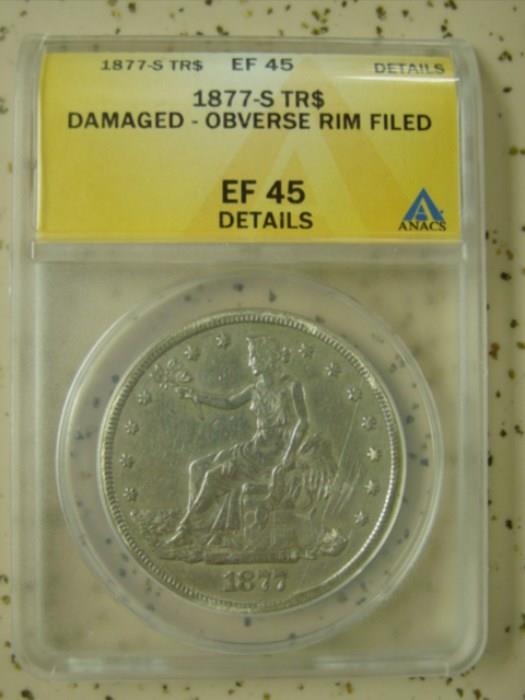 1877-S TR$ EF 45 DETAILS
1877-S TR$
DAMAGED - OBVERSE RIM FILED
EF 45
DETAILS
ANACS
1877